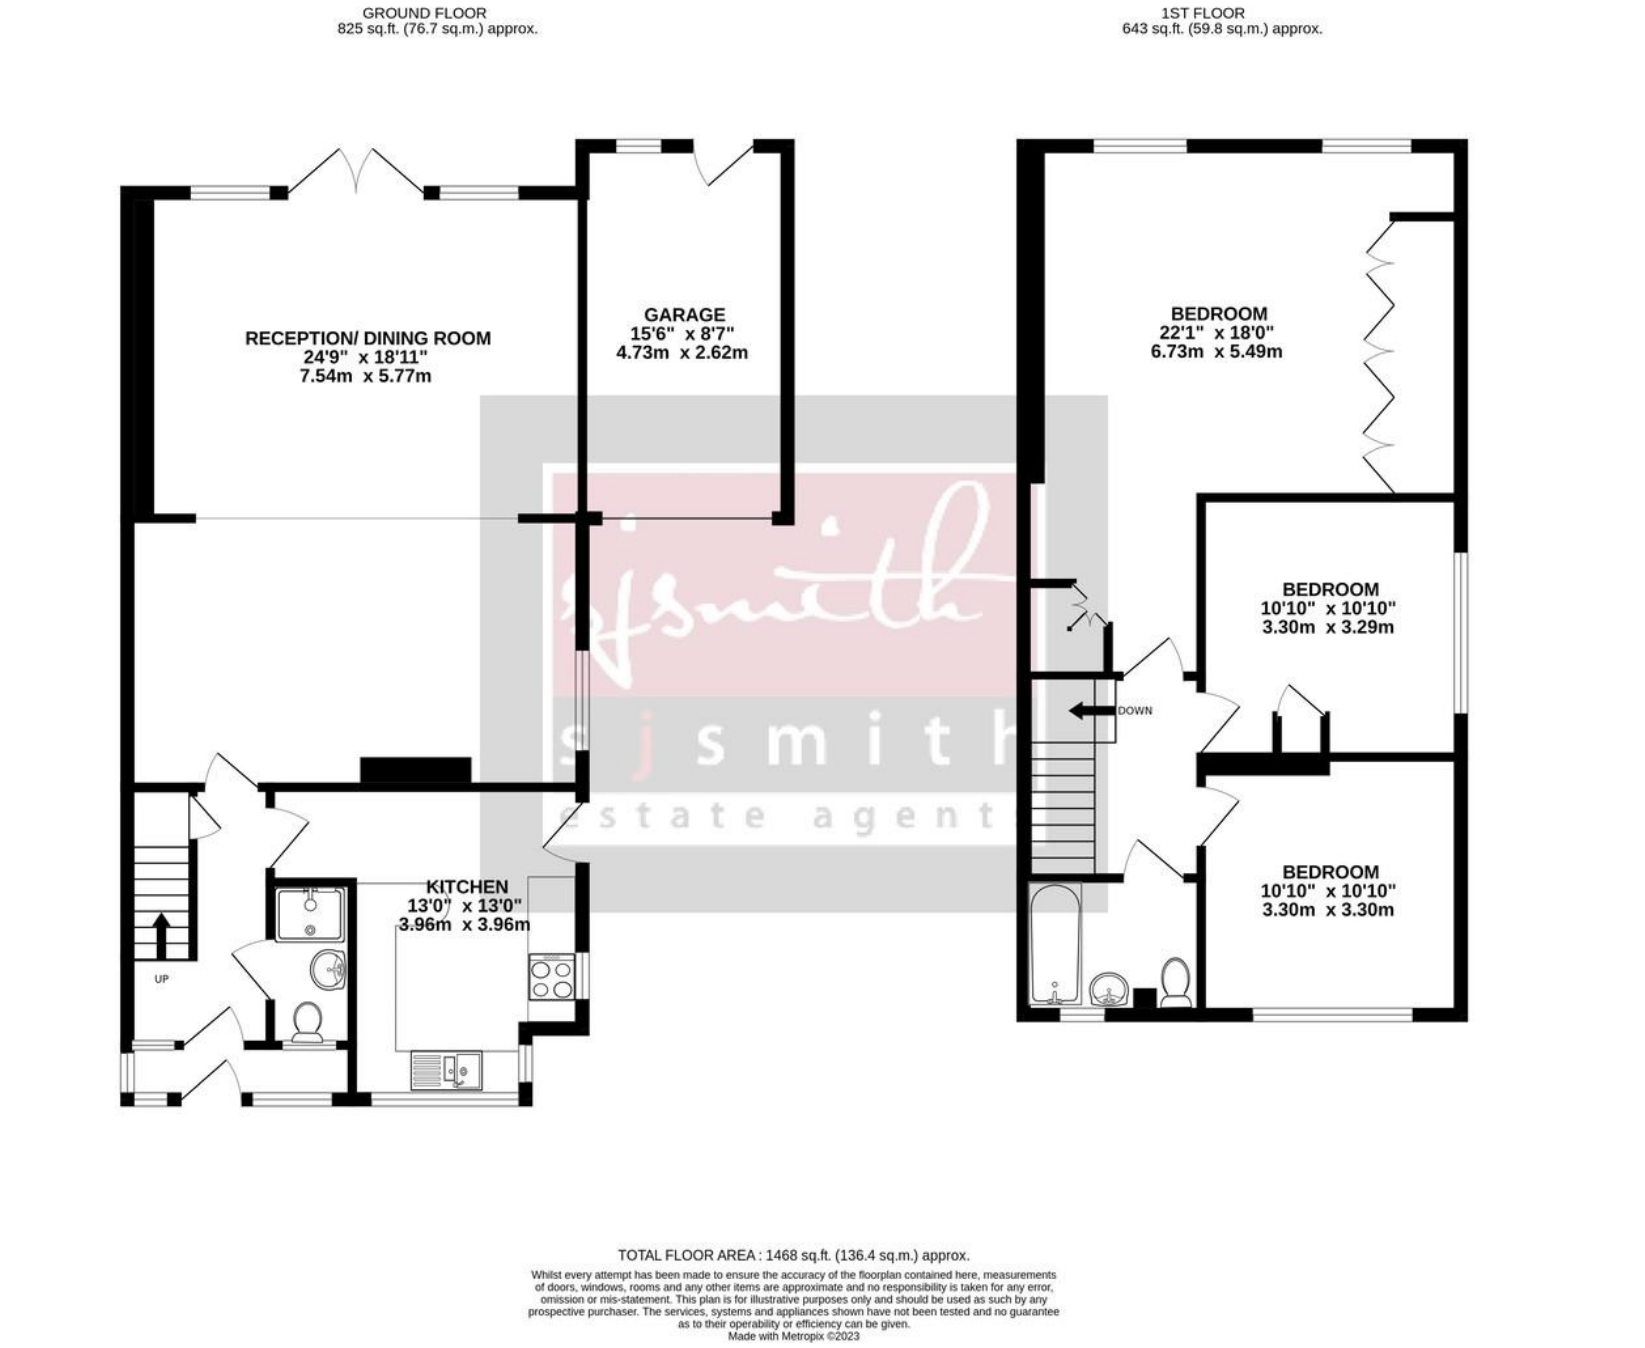 GROUND FLOOR
825 sq.ft. (76.7 sq.m.) approx.
1ST FLOOR
643 sq.ft. (59.8 sq.m.) approx.
RECEPTION/ DINING ROOM
24'9" x 18'11"
7.54m x 5.77m
GARAGE
15'6" x 8'7"
4.73m x 2.62m
BEDROOM
22'1" x 18'0"
6.73m x 5.49m
BEDROOM
10'10" x 10'10"
3.30m x 3.29m
sjsmith
DOWN
sjsmith
estate agent
KITCHEN
13'0" x 13'0"
3.96m x 3.96m
BEDROOM
10'10" x 10'10"
3.30m x 3.30m
UP
TOTAL FLOOR AREA : 1468 sq.ft. (136.4 sq.m.) approx.
Whilst every attempt has been made to ensure the accuracy of the floorplan contained here, measurements
of doors, windows, rooms and any other items are approximate and no responsibility is taken for any error,
omission or mis-statement. This plan is for illustrative purposes only and should be used as such by any
prospective purchaser. The services, systems and appliances shown have not been tested and no guarantee
as to their operability or efficiency can be given.
Made with Metropix ©2023